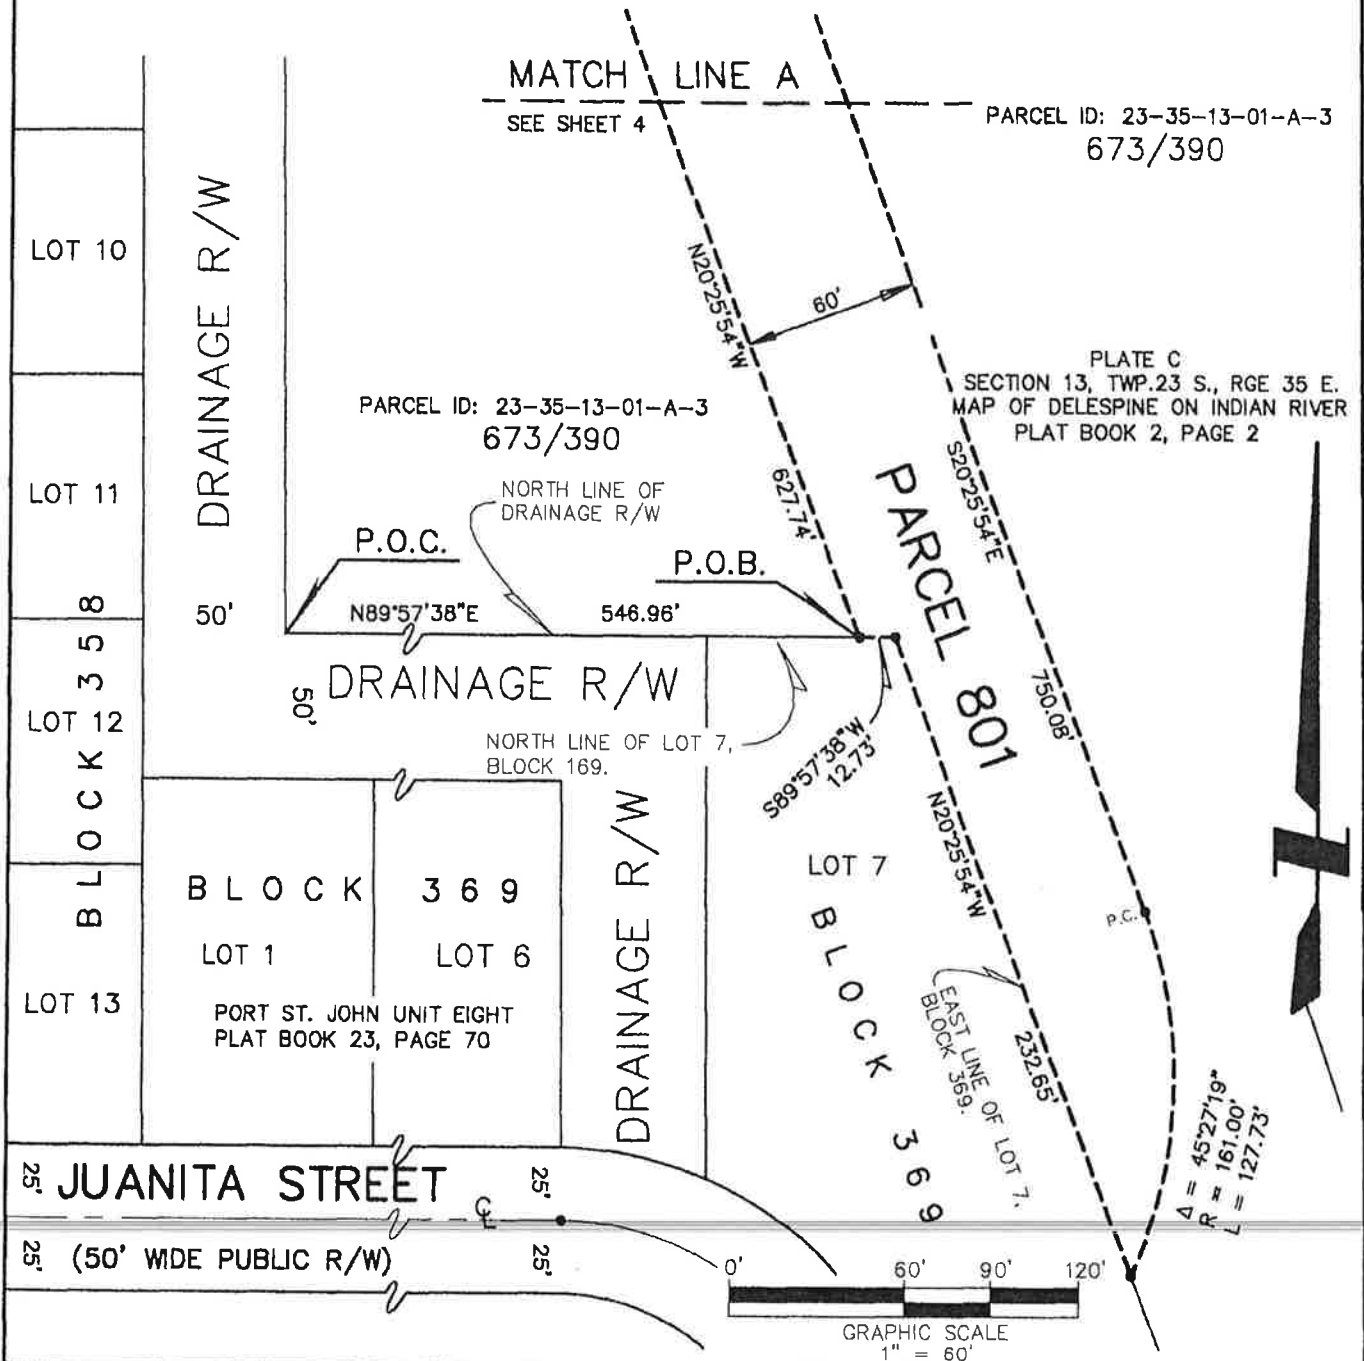 MATCH LINE A
SEE SHEET 4
PARCEL ID: 23-35-13-01-A-3
673/390
LOT 10
DRAINAGE R/W
N20°25'54"W
60'
PLATE C
SECTION 13, TWP.23 S., RGE 35 E.
MAP OF DELESPINE ON INDIAN RIVER
PLAT BOOK 2, PAGE 2
PARCEL ID: 23-35-13-01-A-3
673/390
LOT 11
NORTH LINE OF
DRAINAGE R/W
627.74'
S20°25'54"E
PARCEL 801
P.O.C.
P.O.B.
50'
N89°57'38"E
546.96'
BLOCK 358
LOT 12
50'
DRAINAGE R/W
750.08'
NORTH LINE OF LOT 7,
BLOCK 169.
S89°57'38"W
12.73'
N20°25'54"W
DRAINAGE R/W
LOT 7
BLOCK 369
LOT 1
LOT 6
PORT ST. JOHN UNIT EIGHT
PLAT BOOK 23, PAGE 70
LOT 13
BLOCK 369
P.C.
EAST LINE OF LOT 7,
BLOCK 369.
232.65'
Δ = 45°27'19"
R = 161.00'
L = 127.73'
25'
JUANITA STREET
25'
℄
25'
(50' WIDE PUBLIC R/W)
25'
0'
60'
90'
120'
GRAPHIC SCALE
1" = 60'